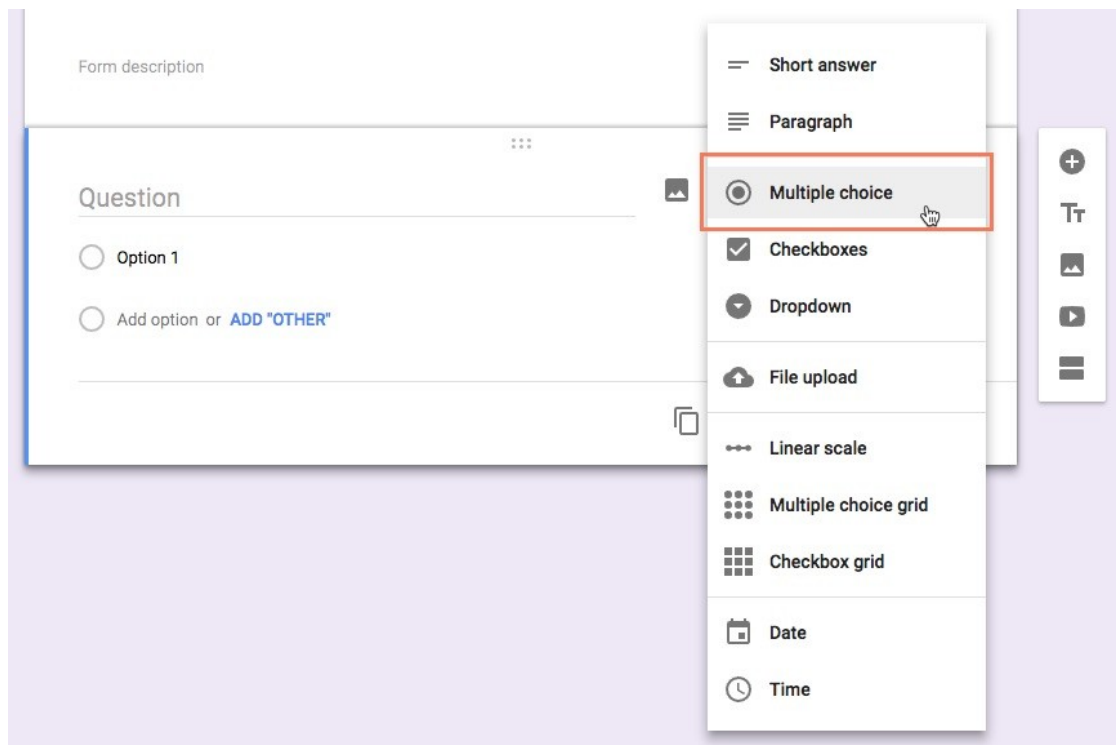 Form description
Question
Option 1
Add option or ADD "OTHER"
Short answer
Paragraph
Multiple choice
Checkboxes
Dropdown
File upload
Linear scale
Multiple choice grid
Checkbox grid
Date
Time
Tт